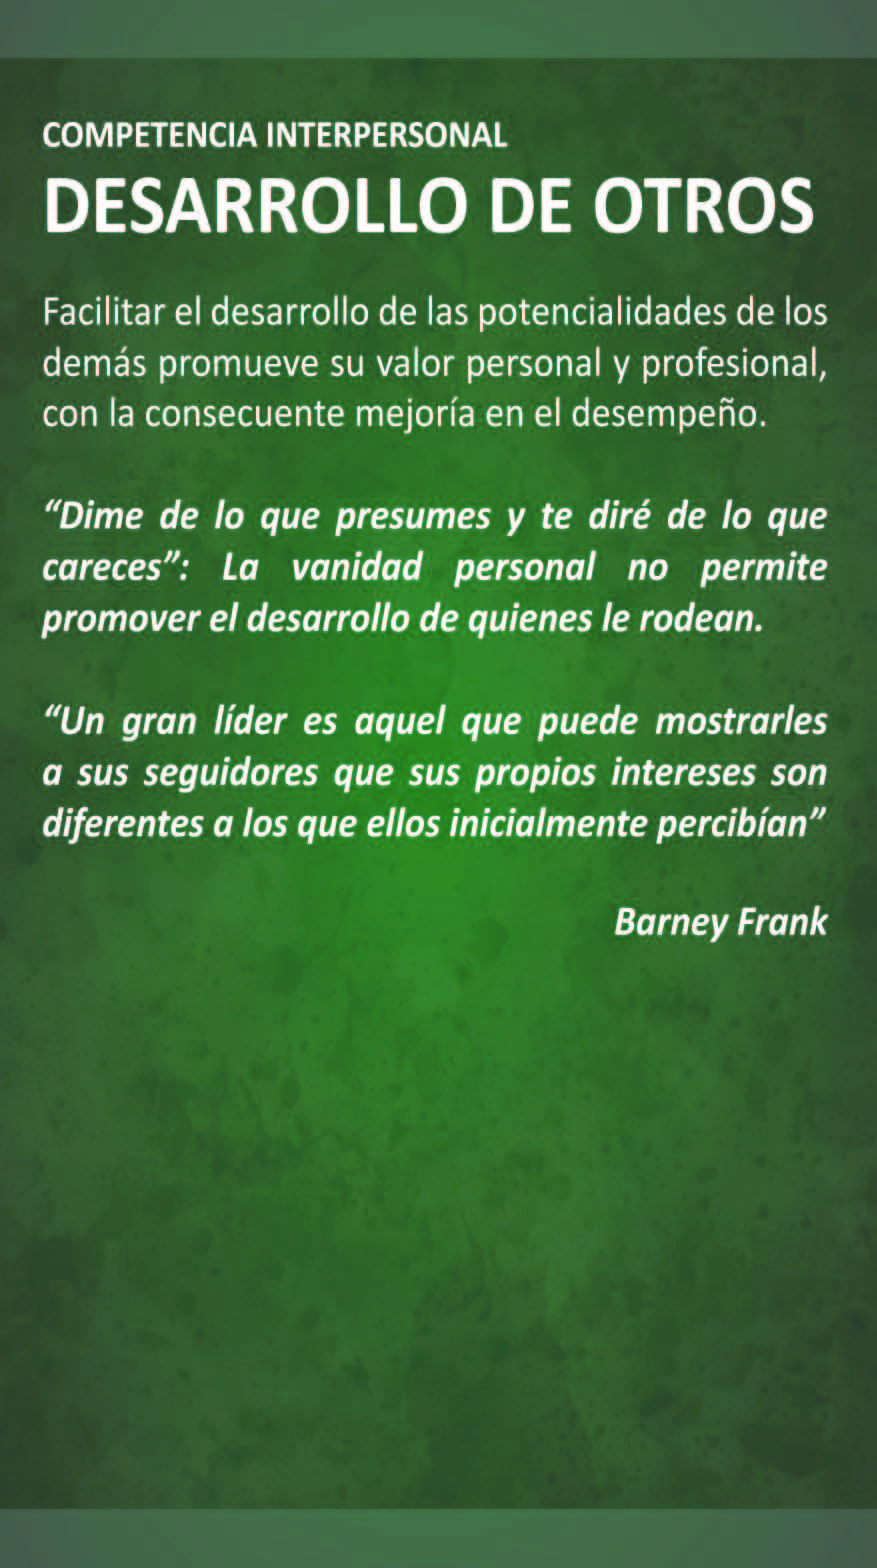 COMPETENCIA INTERPERSONAL
DESARROLLO DE OTROS
Facilitar el desarrollo de las potencialidades de los
demás promueve su valor personal y profesional,
con la consecuente mejoría en el desempeño.
“Dime de lo que presumes y te diré de lo que
careces”: La vanidad personal no permite
promover el desarrollo de quienes le rodean.
“Un gran líder es aquel que puede mostrarles
a sus seguidores que sus propios intereses son
diferentes a los que ellos inicialmente percibían”
Barney Frank